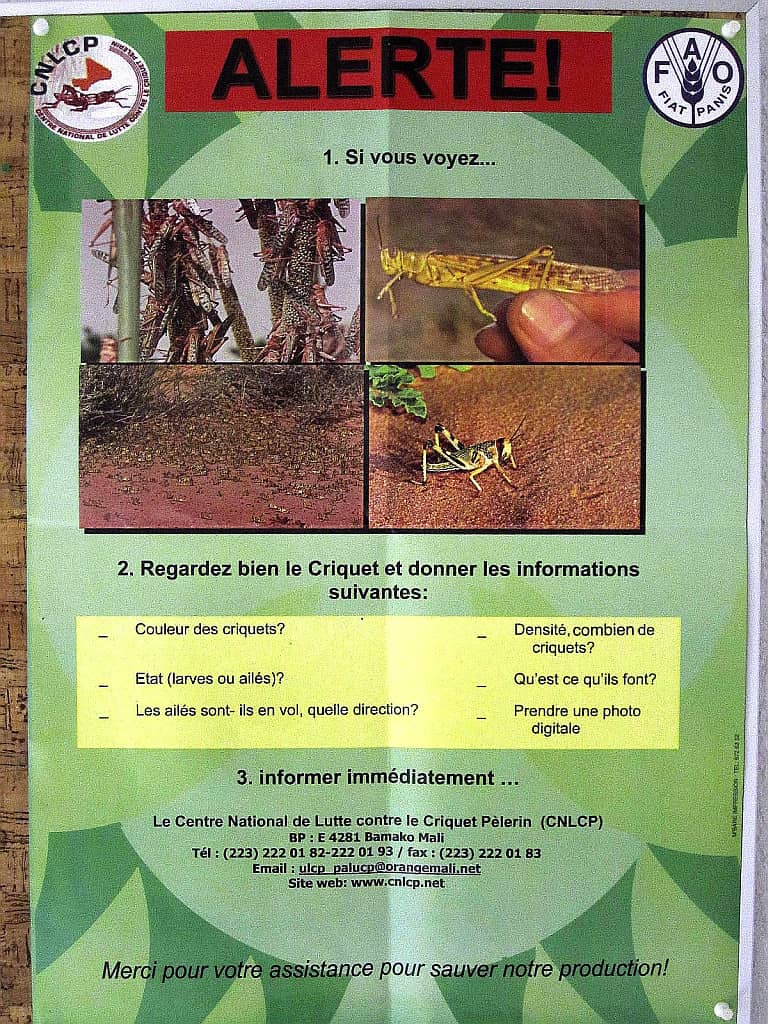 CNLCP
CENTRE NATIONAL DE LUTTE CONTRE LE CRIQUET PELERIN
ALERTE!
F A O
FIAT PANIS
1. Si vous voyez...
2. Regardez bien le Criquet et donner les informations
suivantes:
_ Couleur des criquets?
_ Densité, combien de
criquets?
_ Etat (larves ou ailés)?
_ Qu'est ce qu'ils font?
_ Les ailés sont- ils en vol, quelle direction?
_ Prendre une photo
digitale
3. informer immédiatement ...
Le Centre National de Lutte contre le Criquet Pèlerin (CNLCP)
BP : E 4281 Bamako Mali
Tél : (223) 222 01 82-222 01 93 / fax : (223) 222 01 83
Email : ulcp_palucp@orangemali.net
Site web: www.cnlcp.net
Merci pour votre assistance pour sauver notre production!
IMPRESSION - TEL